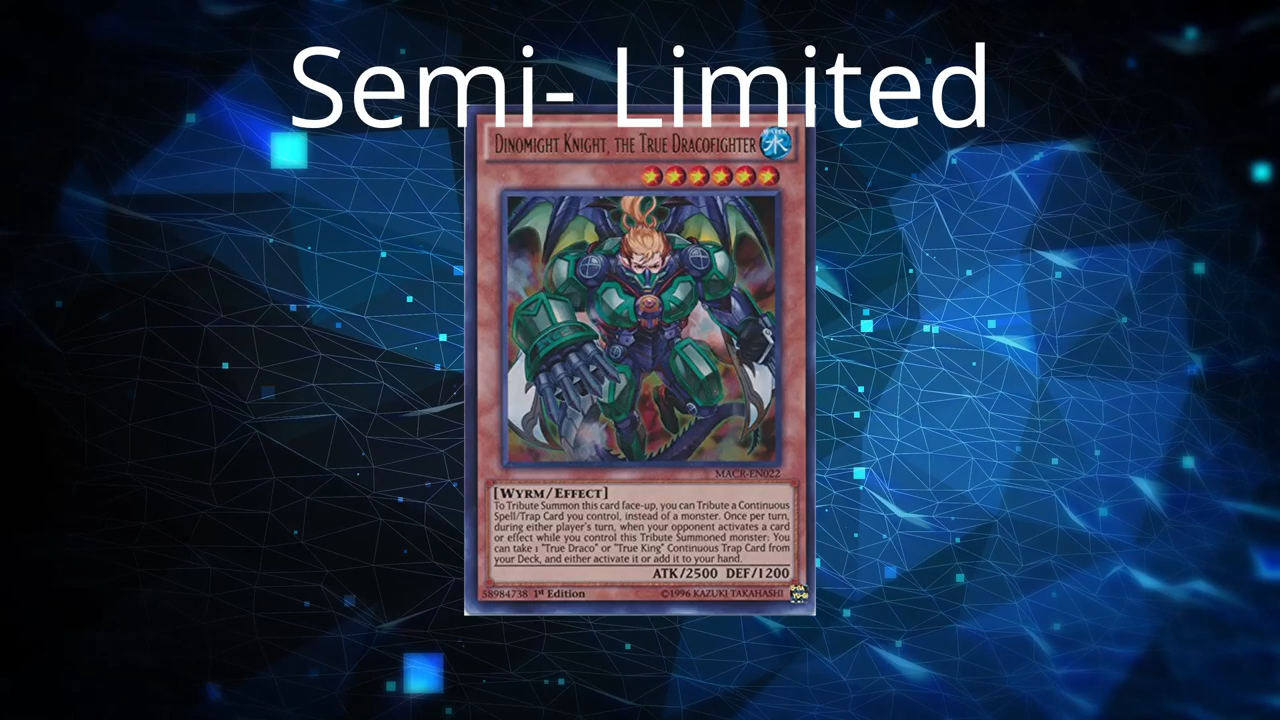 Semi- Limited
DINOMIGHT KNIGHT, THE TRUE DRACOFIGHTER
WATER
水
MACR-EN022
[WYRM/EFFECT]
To Tribute Summon this card face-up, you can Tribute a Continuous
Spell/Trap Card you control, instead of a monster. Once per turn,
during either player's turn, when your opponent activates a card
or effect while you control this Tribute Summoned monster: You
can take 1 "True Draco" or "True King" Continuous Trap Card from
your Deck, and either activate it or add it to your hand.
ATK/2500 DEF/1200
58984738 1st Edition ©1996 KAZUKI TAKAHASHI